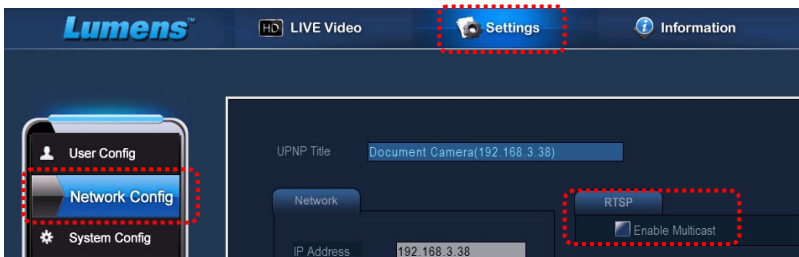 Lumens™
HD LIVE Video
Settings
Information
User Config
Network Config
System Config
UPNP Title
Document Camera(192.168.3.38)
Network
IP Address
192.168.3.38
RTSP
Enable Multicast